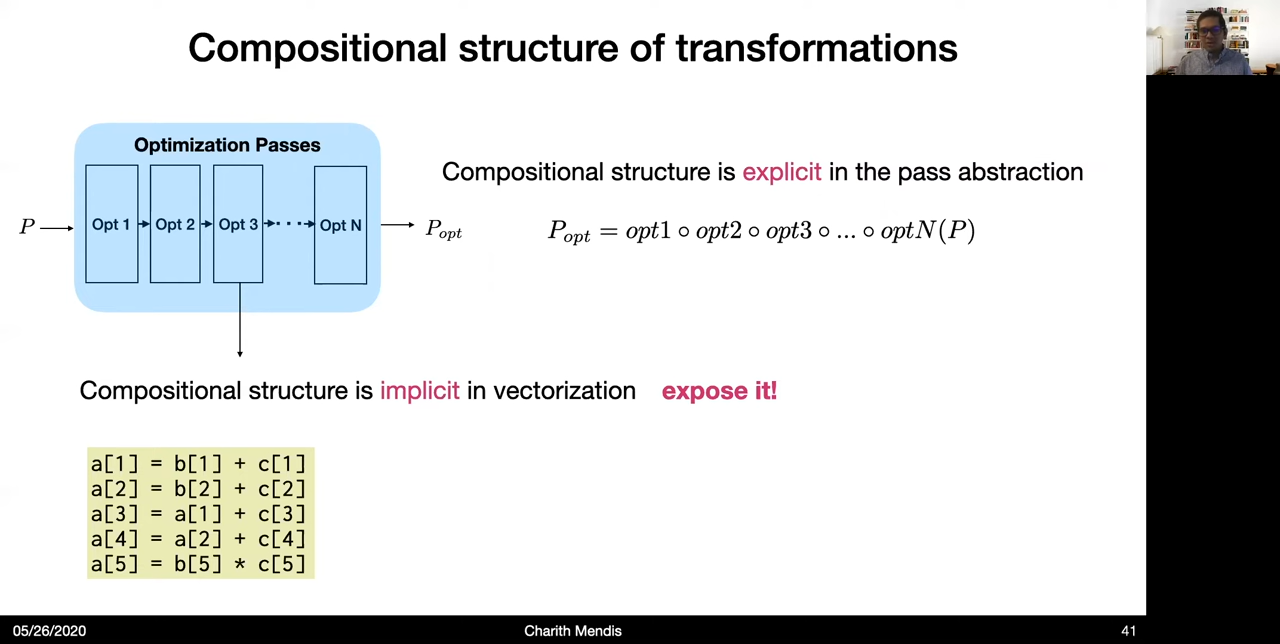 Compositional structure of transformations
Optimization Passes
P
Opt 1
Opt 2
Opt 3
...
Opt N
P_opt
Compositional structure is explicit in the pass abstraction
P_opt = opt1 ∘ opt2 ∘ opt3 ∘ ... ∘ optN(P)
Compositional structure is implicit in vectorization expose it!
a[1] = b[1] + c[1]
a[2] = b[2] + c[2]
a[3] = a[1] + c[3]
a[4] = a[2] + c[4]
a[5] = b[5] * c[5]
05/26/2020 Charith Mendis 41